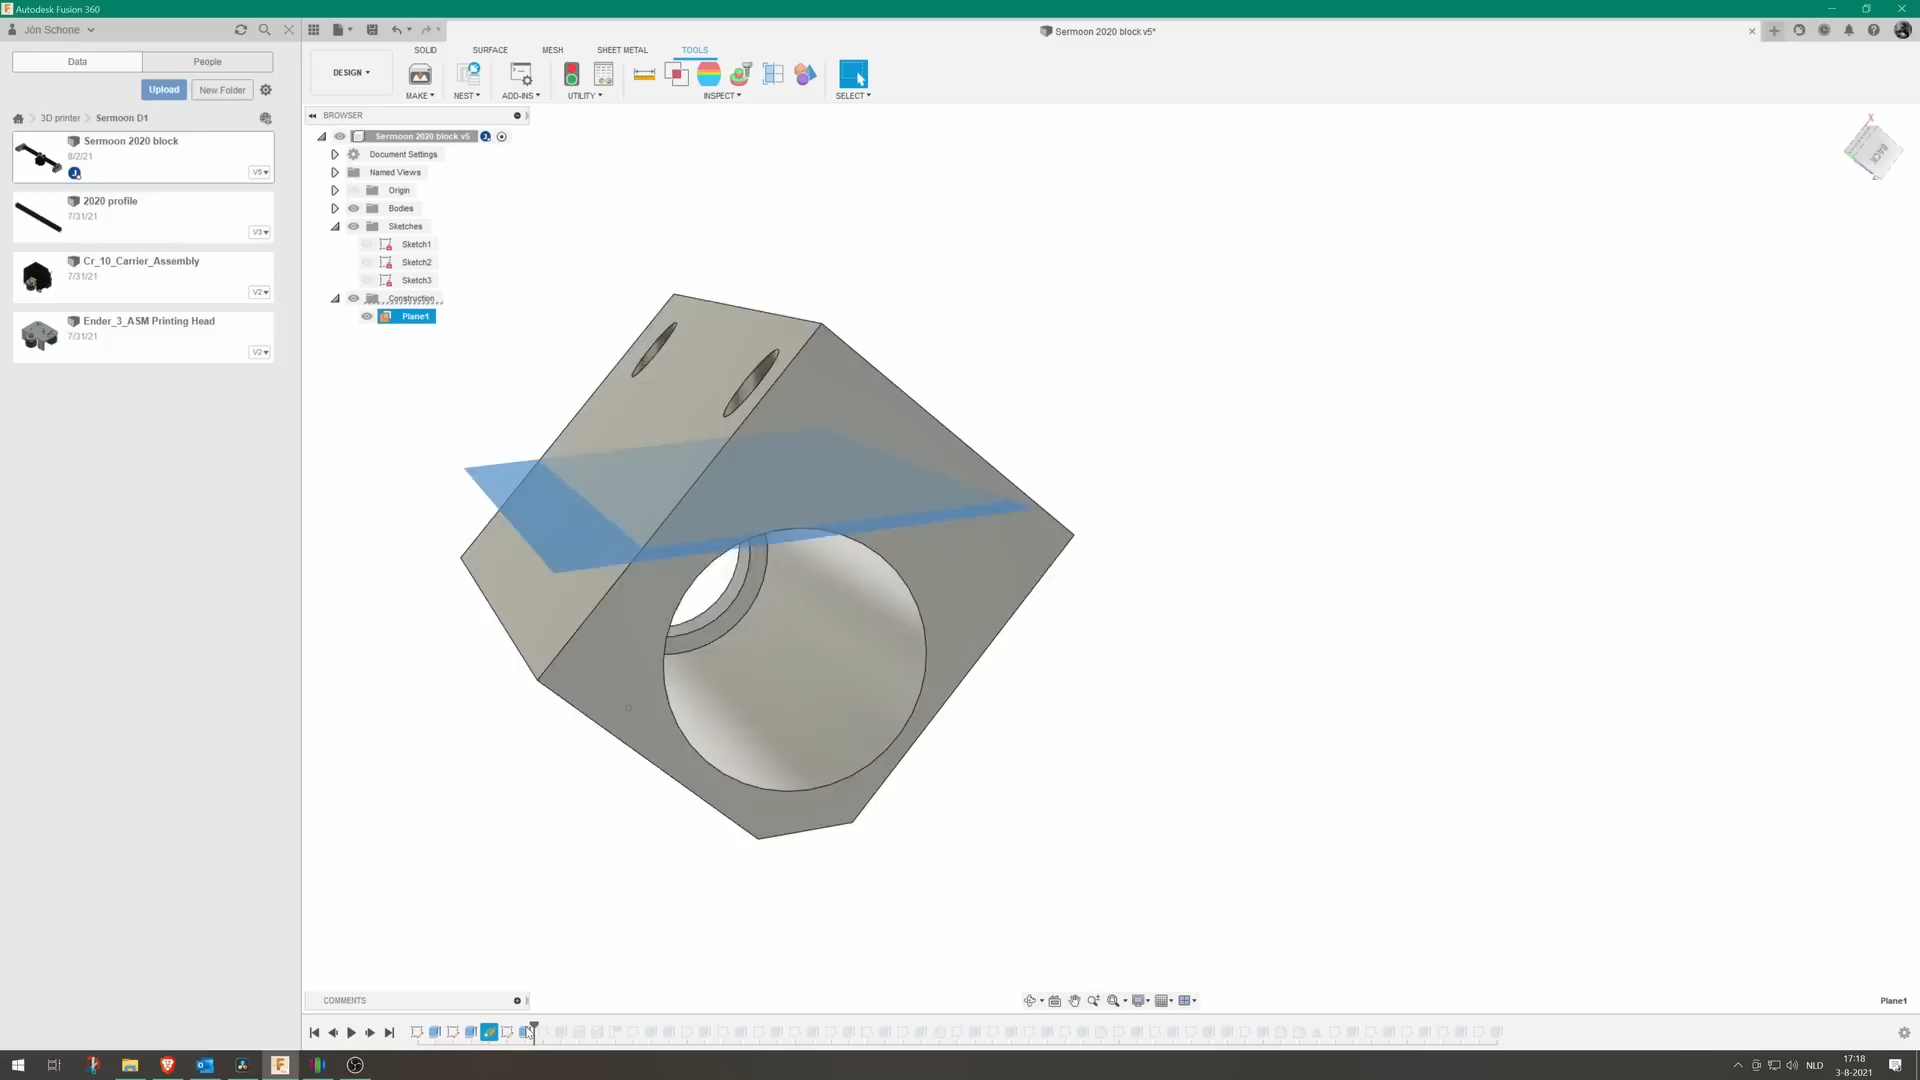 Autodesk Fusion 360
Jón Schone
Sermoon 2020 block v5*
Data
People
Upload
New Folder
3D printer
Sermoon D1
Sermoon 2020 block
8/2/21
V5
2020 profile
7/31/21
V3
Cr_10_Carrier_Assembly
7/31/21
V2
Ender_3_ASM Printing Head
7/31/21
V2
SOLID
SURFACE
MESH
SHEET METAL
TOOLS
DESIGN
MAKE
NEST
ADD-INS
UTILITY
INSPECT
SELECT
BROWSER
Sermoon 2020 block v5
Document Settings
Named Views
Origin
Bodies
Sketches
Sketch1
Sketch2
Sketch3
Construction
Plane1
X
BACK
COMMENTS
Plane1
NLD
17:18
3-8-2021